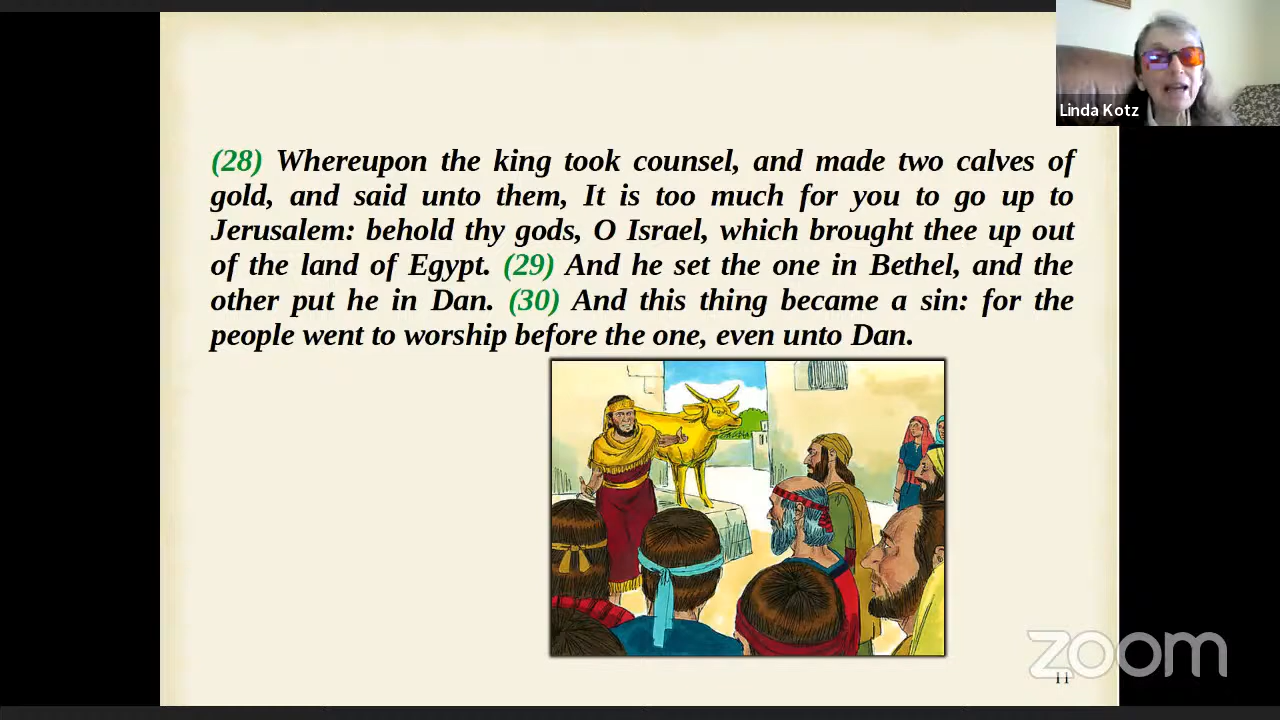 Linda Kotz
(28) Whereupon the king took counsel, and made two calves of
gold, and said unto them, It is too much for you to go up to
Jerusalem: behold thy gods, O Israel, which brought thee up out
of the land of Egypt. (29) And he set the one in Bethel, and the
other put he in Dan. (30) And this thing became a sin: for the
people went to worship before the one, even unto Dan.
zoom
11